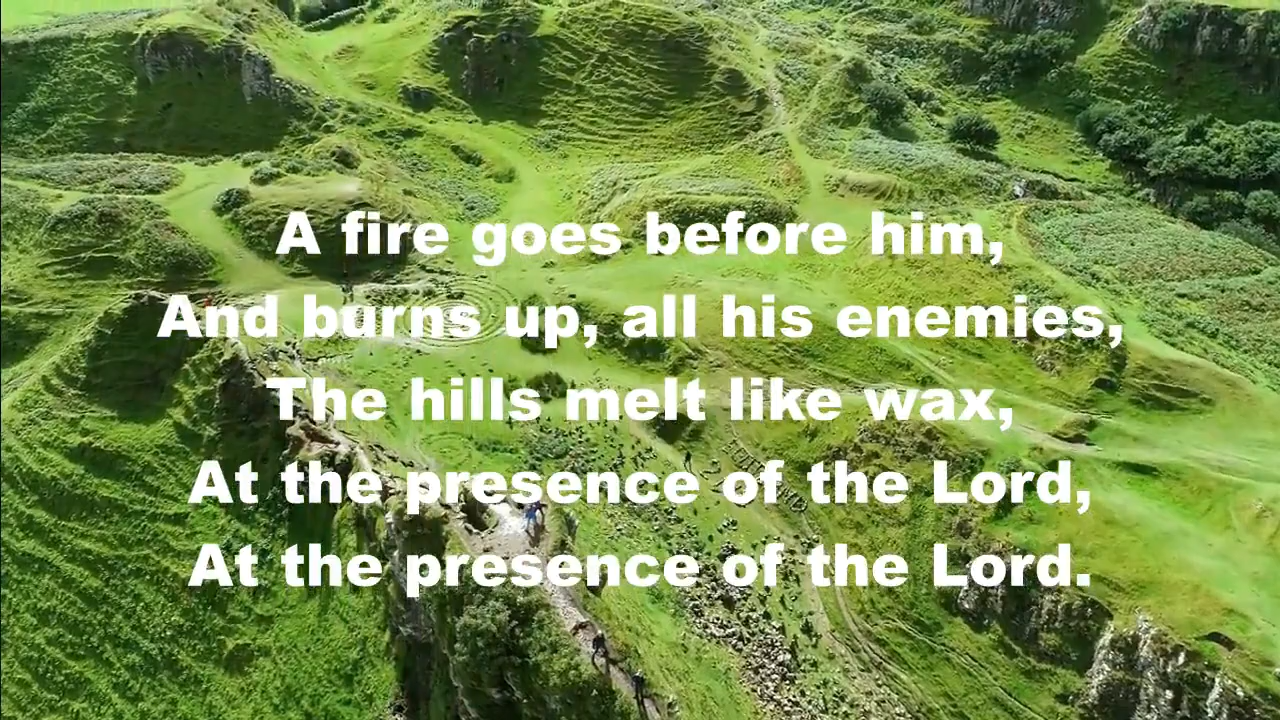 A fire goes before him,
And burns up, all his enemies,
The hills melt like wax,
At the presence of the Lord,
At the presence of the Lord.